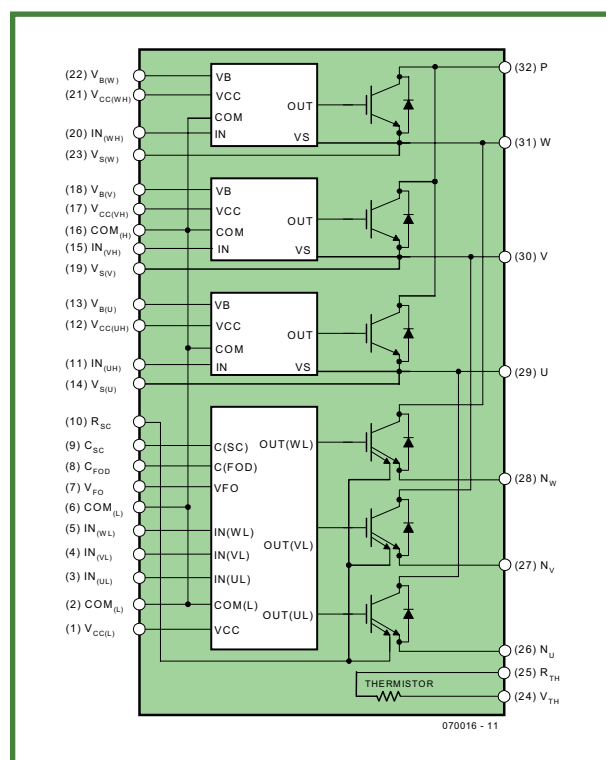 (22) VB(W)
(21) VCC(WH)
(20) IN(WH)
(23) VS(W)
VB
VCC
COM
IN
OUT
VS
(32) P
(31) W
(18) VB(V)
(17) VCC(VH)
(16) COM(H)
(15) IN(VH)
(19) VS(V)
VB
VCC
COM
IN
OUT
VS
(30) V
(13) VB(U)
(12) VCC(UH)
(11) IN(UH)
(14) VS(U)
VB
VCC
COM
IN
OUT
VS
(29) U
(10) RSC
(9) CSC
(8) CFOD
(7) VFO
(6) COM(L)
(5) IN(WL)
(4) IN(VL)
(3) IN(UL)
(2) COM(L)
(1) VCC(L)
C(SC)
C(FOD)
VFO
IN(WL)
IN(VL)
IN(UL)
COM(L)
VCC
OUT(WL)
OUT(VL)
OUT(UL)
(28) NW
(27) NV
(26) NU
(25) RTH
THERMISTOR
(24) VTH
070016 - 11